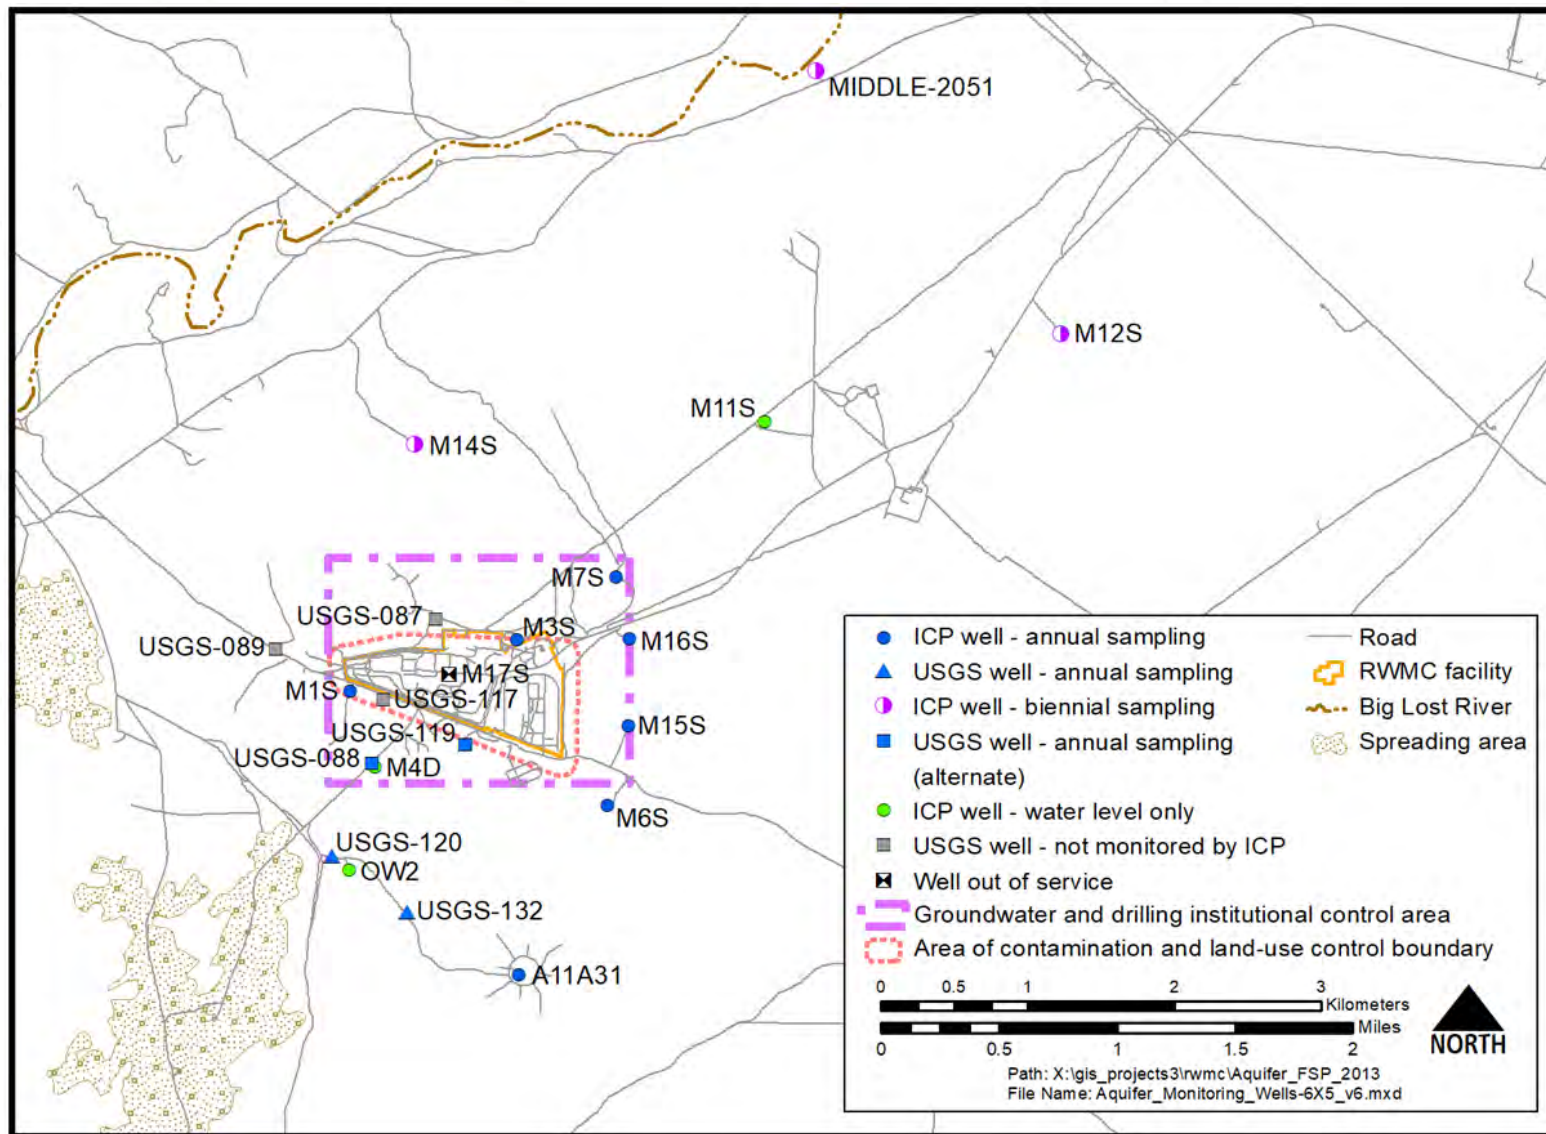 MIDDLE-2051
M12S
M11S
M14S
M7S
USGS-087
M3S
M16S
USGS-089
M17S
M1S
USGS-117
M15S
USGS-119
USGS-088
M4D
M6S
USGS-120
OW2
USGS-132
A11A31
ICP well - annual sampling
USGS well - annual sampling
ICP well - biennial sampling
USGS well - annual sampling
(alternate)
ICP well - water level only
USGS well - not monitored by ICP
Well out of service
Groundwater and drilling institutional control area
Area of contamination and land-use control boundary
Road
RWMC facility
Big Lost River
Spreading area
0 0.5 1 2 3
Kilometers
Miles
0 0.5 1 1.5 2
NORTH
Path: X:\gis_projects3\rwmc\Aquifer_FSP_2013
File Name: Aquifer_Monitoring_Wells-6X5_v6.mxd